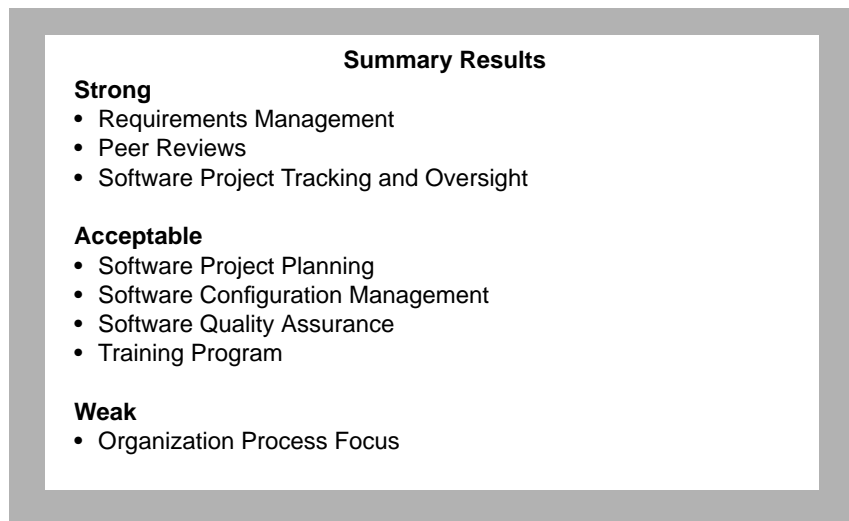 Summary Results
Strong
• Requirements Management
• Peer Reviews
• Software Project Tracking and Oversight
Acceptable
• Software Project Planning
• Software Configuration Management
• Software Quality Assurance
• Training Program
Weak
• Organization Process Focus